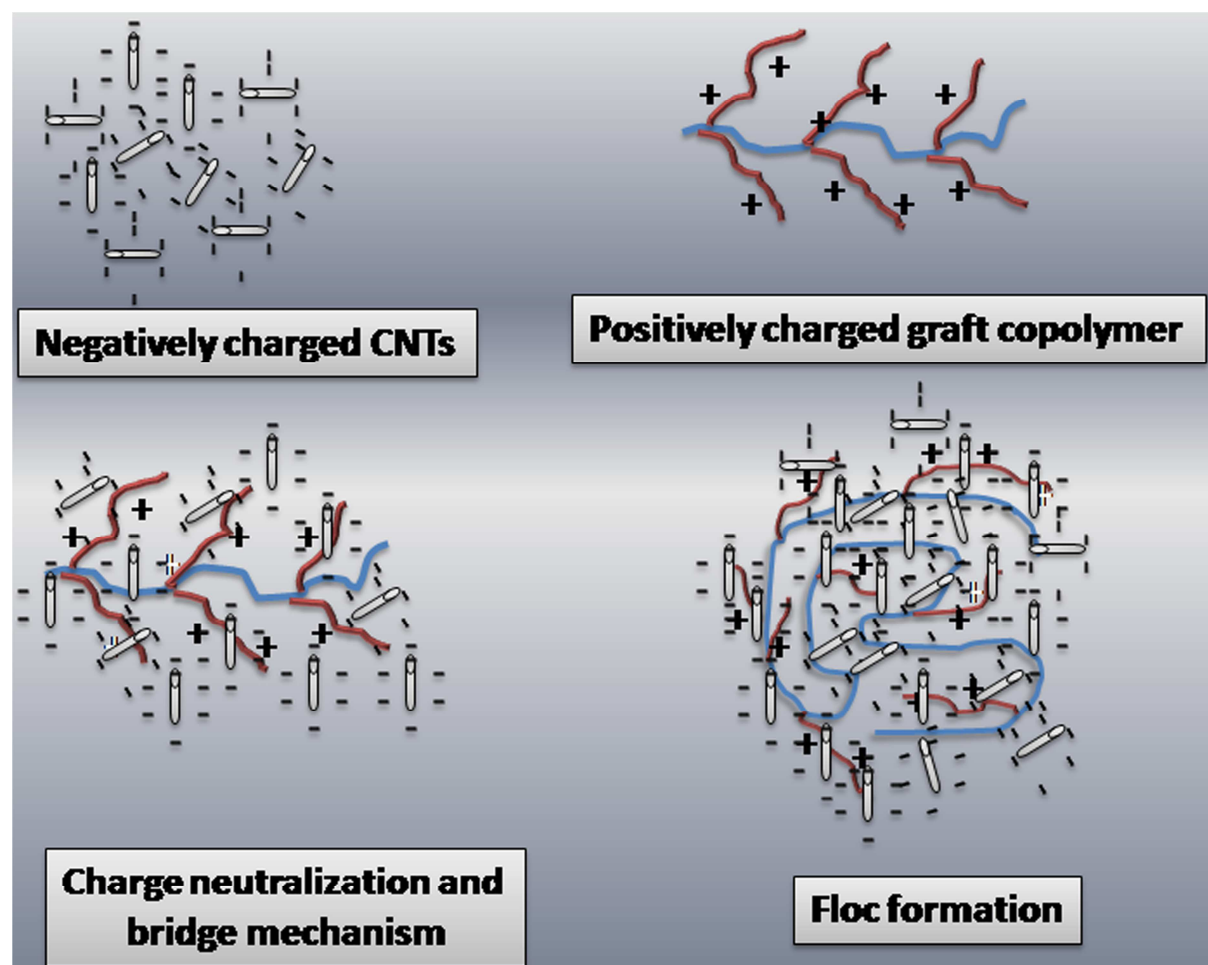 Negatively charged CNTs
Positively charged graft copolymer
Charge neutralization and
bridge mechanism
Floc formation